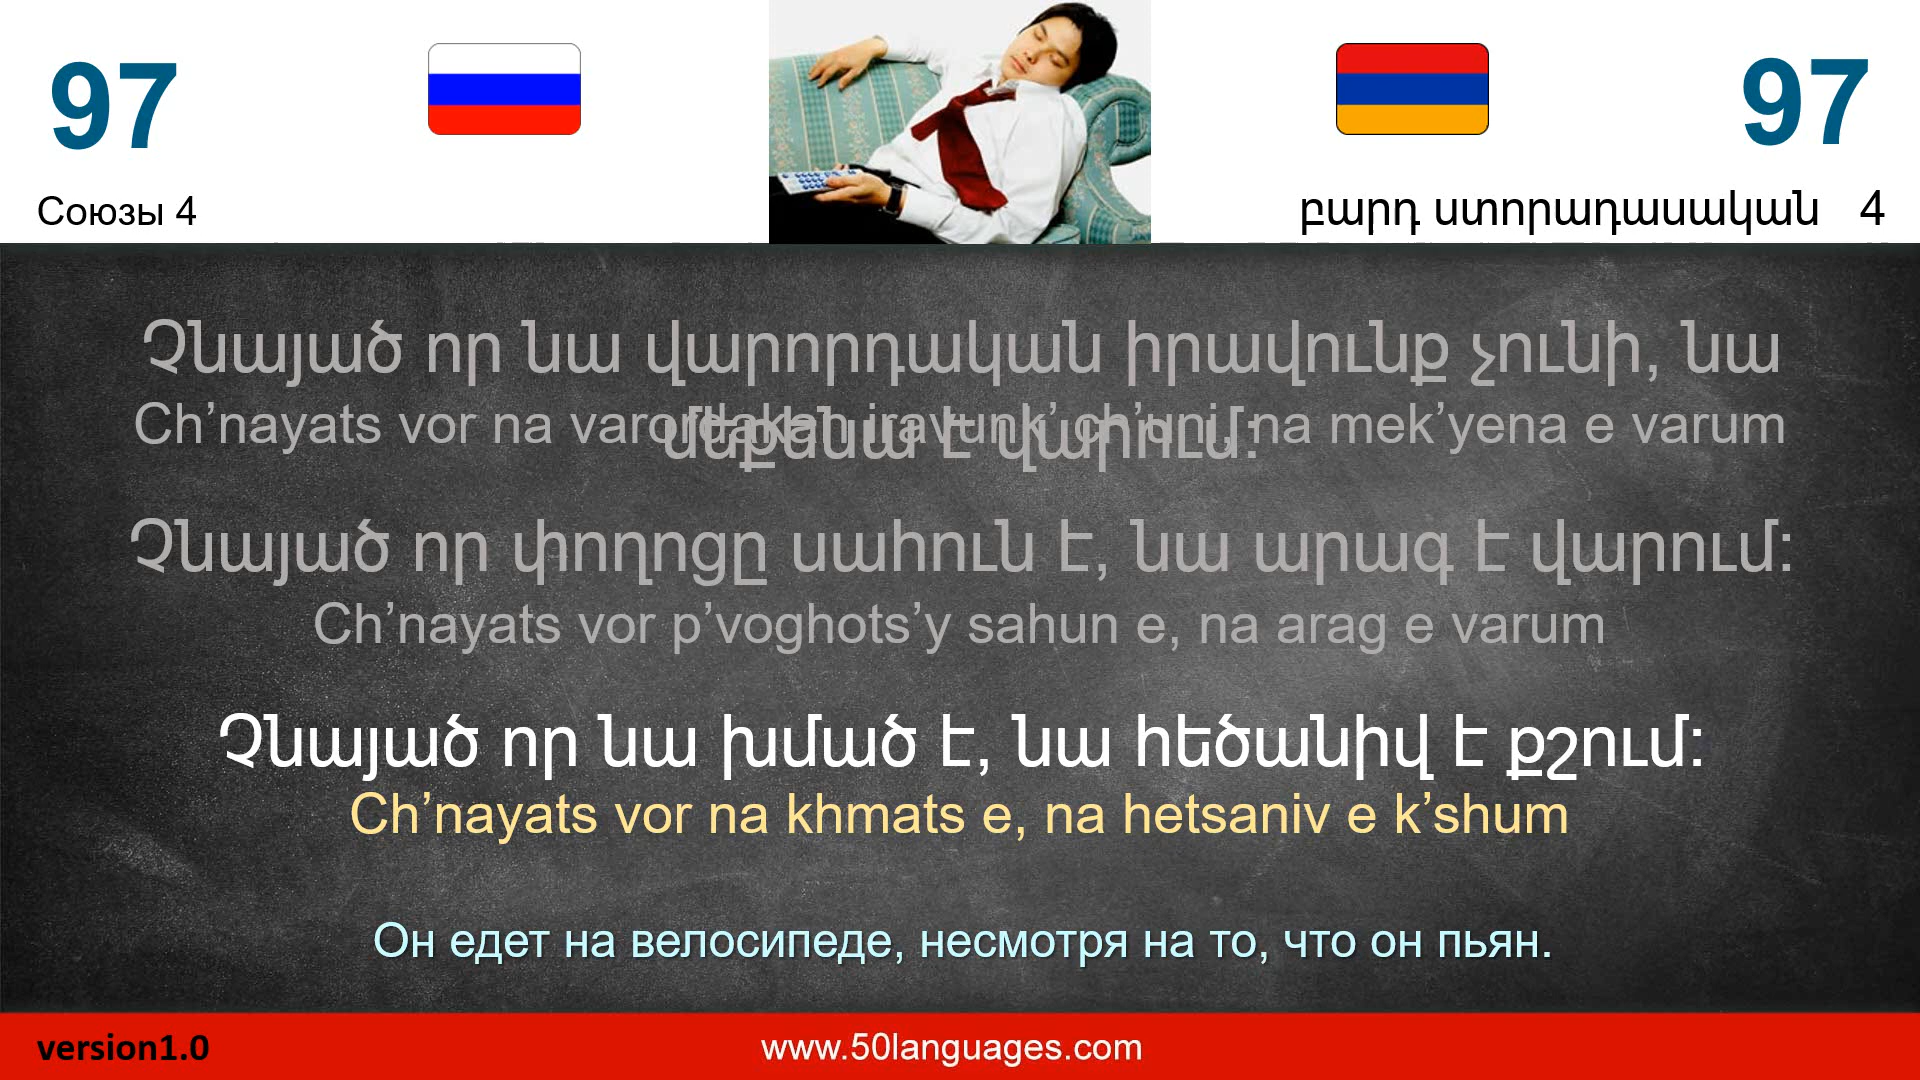 97
97
Союзы 4
բարդ ստորադասական 4
Չնայած որ նա վարորդական իրավունք չունի, նա
մեքենա է վարում:
Ch’nayats vor na varordakan iravunk’ ch’uni, na mek’yena e varum
Չնայած որ փողոցը սահուն է, նա արագ է վարում:
Ch’nayats vor p’voghots’y sahun e, na arag e varum
Չնայած որ նա խմած է, նա հեծանիվ է քշում:
Ch’nayats vor na khmats e, na hetsaniv e k’shum
Он едет на велосипеде, несмотря на то, что он пьян.
version1.0
www.50languages.com